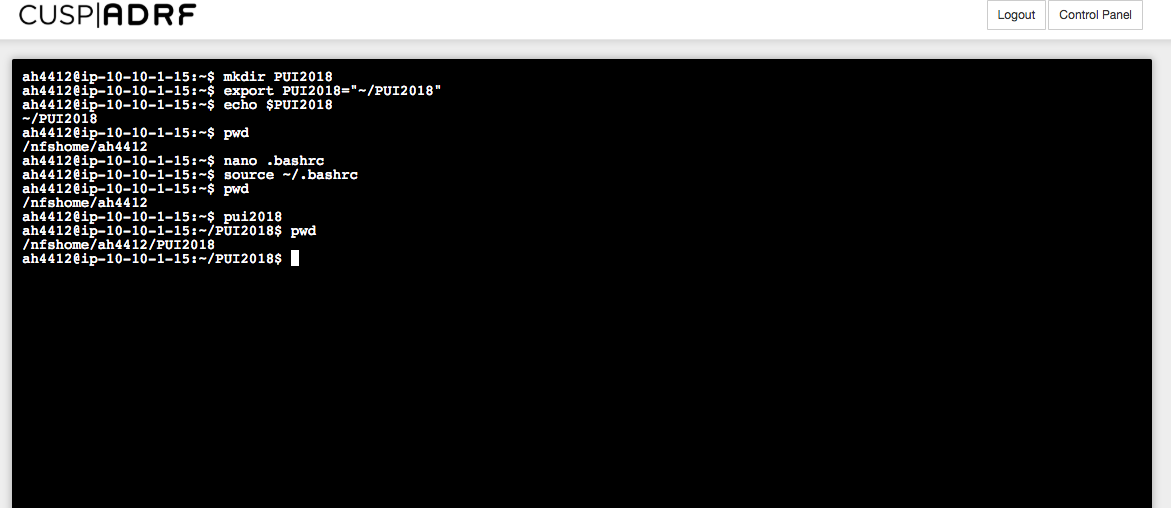 CUSP|ADRF
Logout
Control Panel
ah4412@ip-10-10-1-15:~$ mkdir PUI2018
ah4412@ip-10-10-1-15:~$ export PUI2018="~/PUI2018"
ah4412@ip-10-10-1-15:~$ echo $PUI2018
~/PUI2018
ah4412@ip-10-10-1-15:~$ pwd
/nfshome/ah4412
ah4412@ip-10-10-1-15:~$ nano .bashrc
ah4412@ip-10-10-1-15:~$ source ~/.bashrc
ah4412@ip-10-10-1-15:~$ pwd
/nfshome/ah4412
ah4412@ip-10-10-1-15:~$ pui2018
ah4412@ip-10-10-1-15:~/PUI2018$ pwd
/nfshome/ah4412/PUI2018
ah4412@ip-10-10-1-15:~/PUI2018$